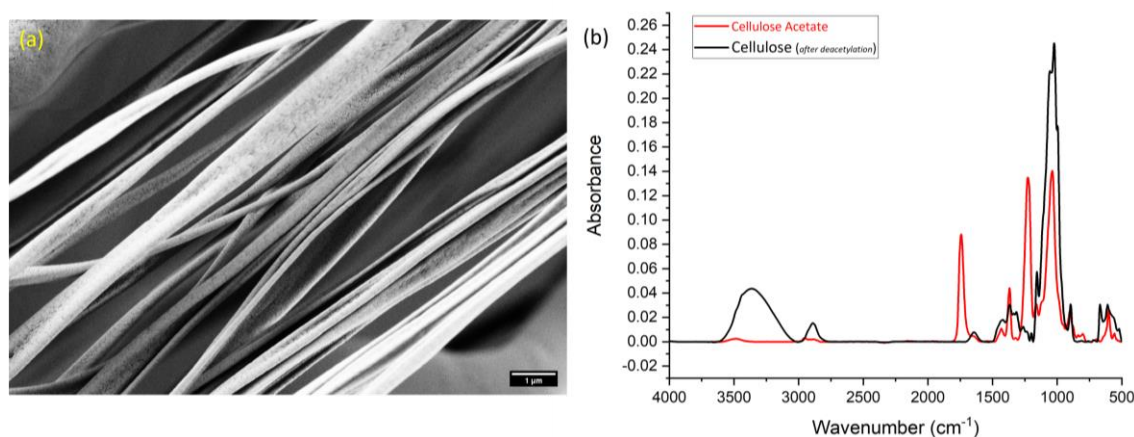 (a)
1 μm
(b)
Cellulose Acetate
Cellulose (after deacetylation)
Absorbance
0.26
0.24
0.22
0.20
0.18
0.16
0.14
0.12
0.10
0.08
0.06
0.04
0.02
0.00
-0.02
4000 3500 3000 2500 2000 1500 1000 500
Wavenumber (cm⁻¹)